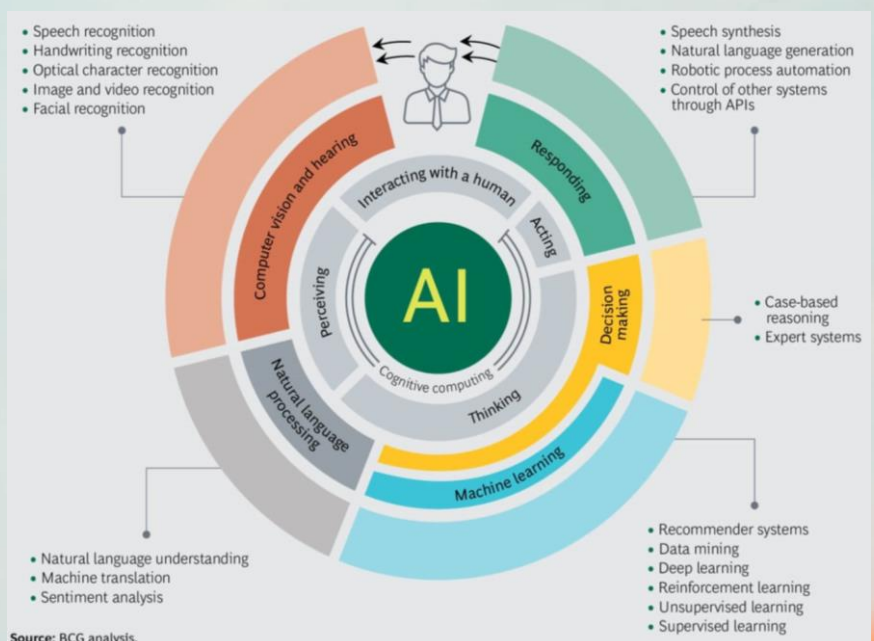 • Speech recognition
• Handwriting recognition
• Optical character recognition
• Image and video recognition
• Facial recognition
• Speech synthesis
• Natural language generation
• Robotic process automation
• Control of other systems
through APIs
Computer vision and hearing
Interacting with a human
Responding
Acting
Perceiving
AI
Decision
making
• Case-based
reasoning
• Expert systems
Cognitive computing
Thinking
Natural language
processing
Machine learning
• Natural language understanding
• Machine translation
• Sentiment analysis
• Recommender systems
• Data mining
• Deep learning
• Reinforcement learning
• Unsupervised learning
• Supervised learning
Source: BCG analysis.